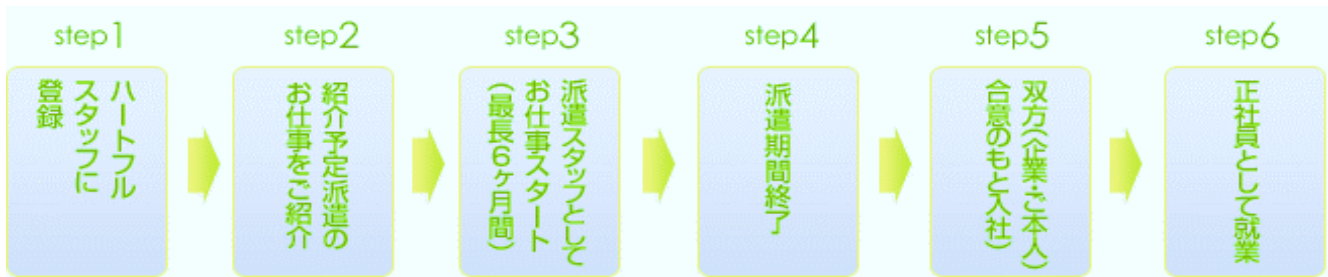 step1
ハートフル
スタッフに
登録
step2
紹介予定派遣の
お仕事をご紹介
step3
派遣スタッフとして
お仕事スタート
(最長6ヶ月間)
step4
派遣期間終了
step5
双方(企業・ご本人)
合意のもと入社)
step6
正社員として就業